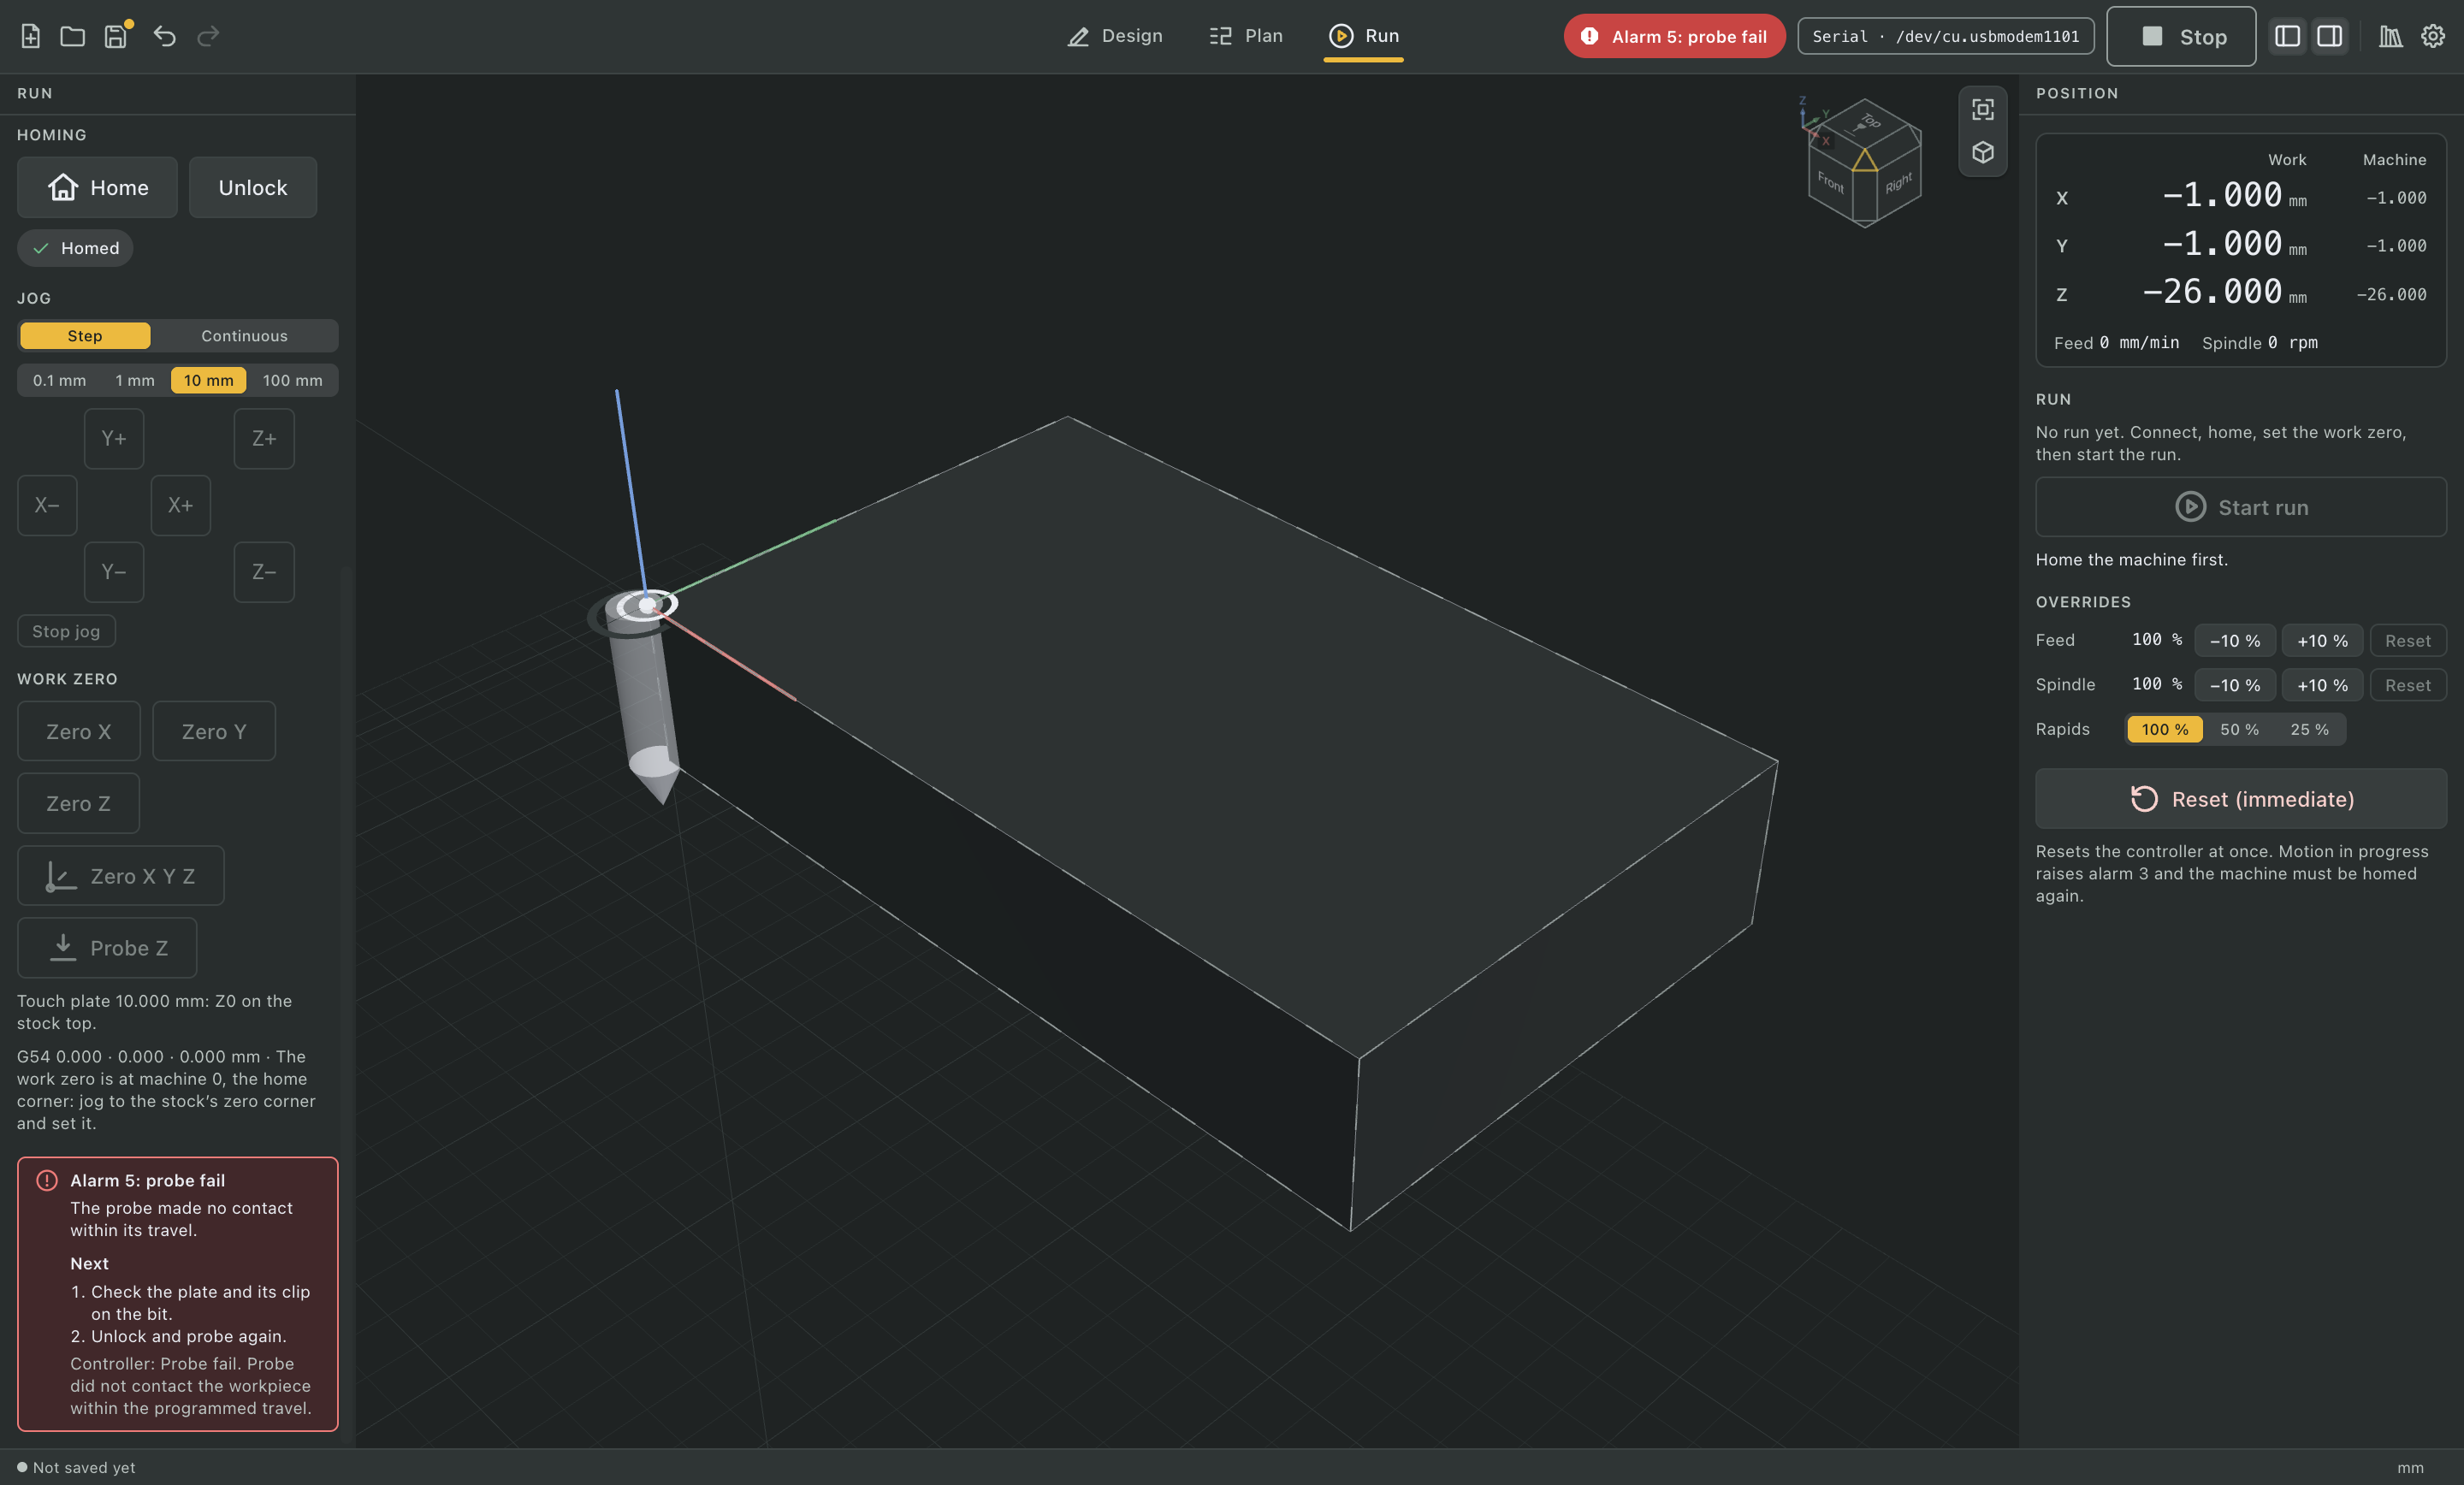 Design
Plan
Run
Alarm 5: probe fail
Serial · /dev/cu.usbmodem1101
Stop
RUN
HOMING
Home
Unlock
Homed
JOG
Step
Continuous
0.1 mm
1 mm
10 mm
100 mm
Y+
Z+
X−
X+
Y−
Z−
Stop jog
WORK ZERO
Zero X
Zero Y
Zero Z
Zero X Y Z
Probe Z
Touch plate 10.000 mm: Z0 on the
stock top.
G54 0.000 · 0.000 · 0.000 mm · The
work zero is at machine 0, the home
corner: jog to the stock’s zero corner
and set it.
Alarm 5: probe fail
The probe made no contact
within its travel.
Next
1. Check the plate and its clip
on the bit.
2. Unlock and probe again.
Controller: Probe fail. Probe
did not contact the workpiece
within the programmed travel.
Z
Y
X
Top
Front
Right
POSITION
Work
Machine
X −1.000 mm −1.000
Y −1.000 mm −1.000
Z −26.000 mm −26.000
Feed 0 mm/min Spindle 0 rpm
RUN
No run yet. Connect, home, set the work zero,
then start the run.
Start run
Home the machine first.
OVERRIDES
Feed 100 % −10 % +10 % Reset
Spindle 100 % −10 % +10 % Reset
Rapids 100 % 50 % 25 %
Reset (immediate)
Resets the controller at once. Motion in progress
raises alarm 3 and the machine must be homed
again.
Not saved yet
mm